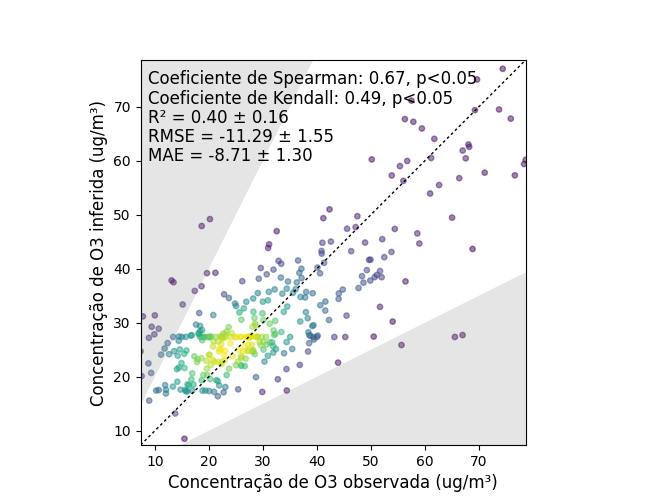 Coeficiente de Spearman: 0.67, p<0.05
Coeficiente de Kendall: 0.49, p<0.05
R² = 0.40 ± 0.16
RMSE = -11.29 ± 1.55
MAE = -8.71 ± 1.30
Concentração de O3 inferida (ug/m³)
70
60
50
40
30
20
10
10 20 30 40 50 60 70
Concentração de O3 observada (ug/m³)